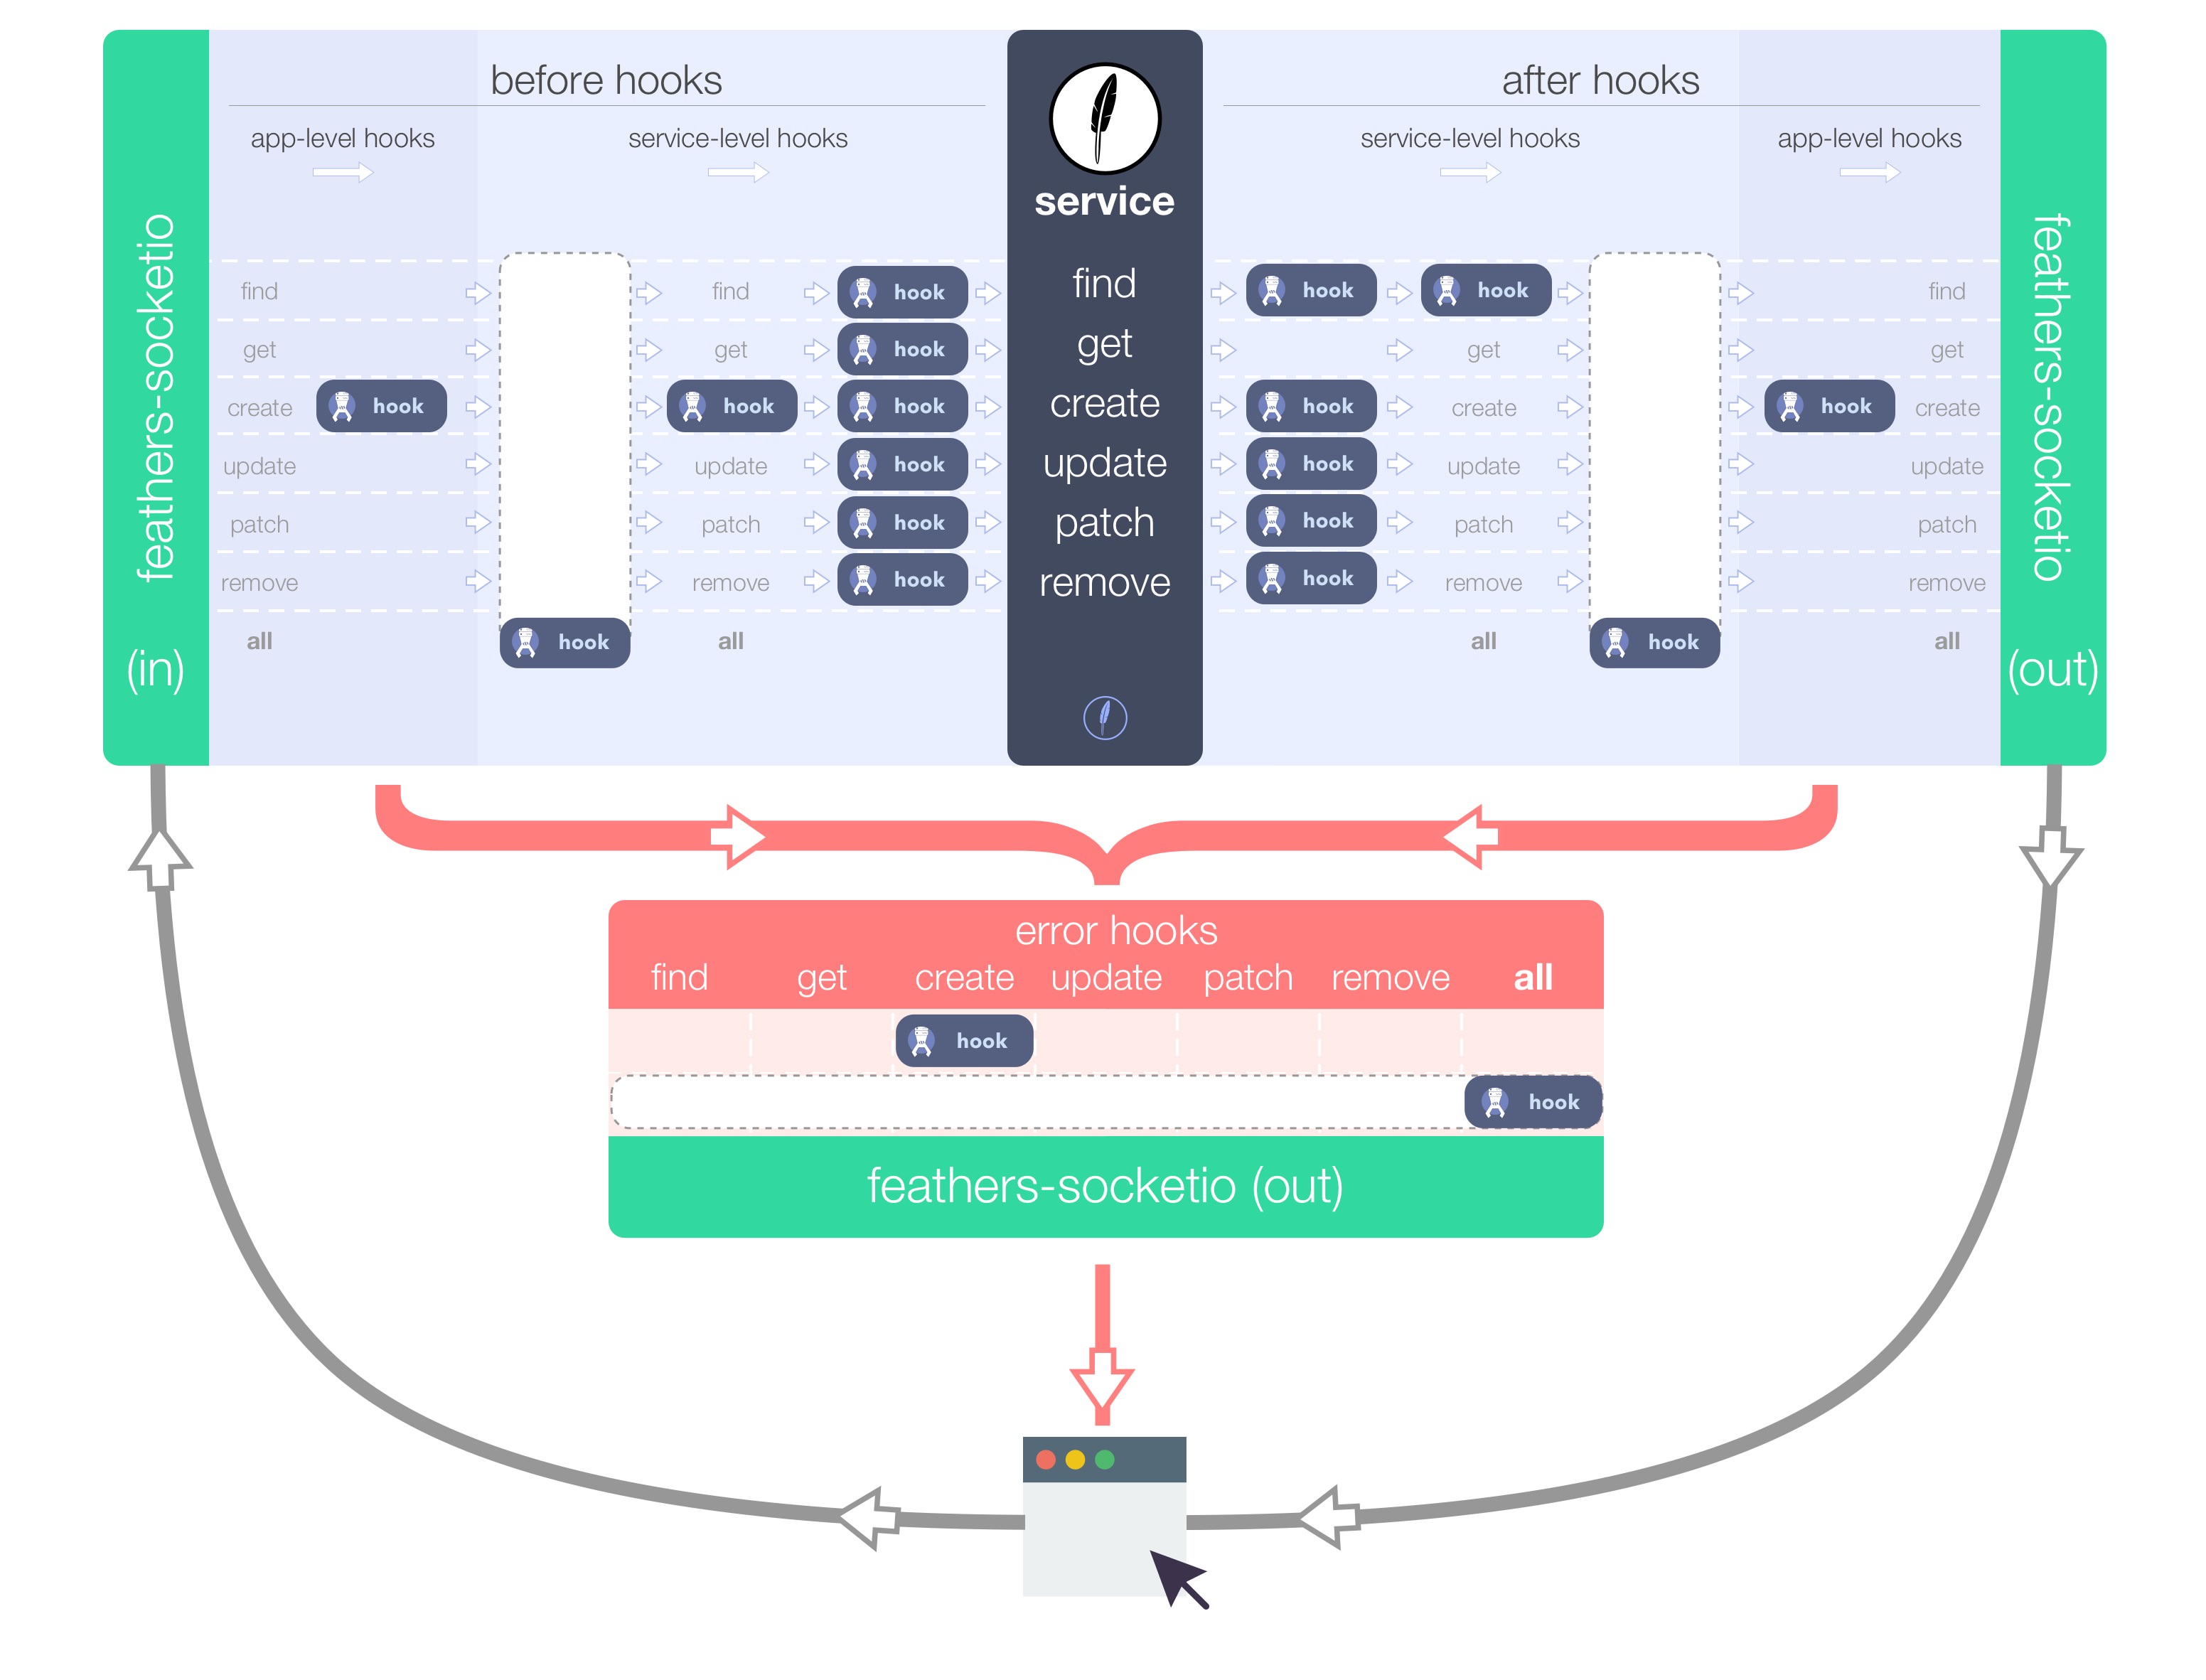 before hooks
after hooks
app-level hooks
service-level hooks
service-level hooks
app-level hooks
feathers-socketio
(in)
service
feathers-socketio
(out)
find
hook
find
hook
hook
find
get
hook
get
get
get
create
hook
hook
hook
create
hook
create
hook
create
update
update
hook
update
hook
update
update
patch
patch
hook
patch
hook
patch
patch
remove
remove
hook
remove
hook
remove
remove
all
hook
all
all
hook
all
find
get
error hooks
find get create update patch remove all
hook
hook
feathers-socketio (out)